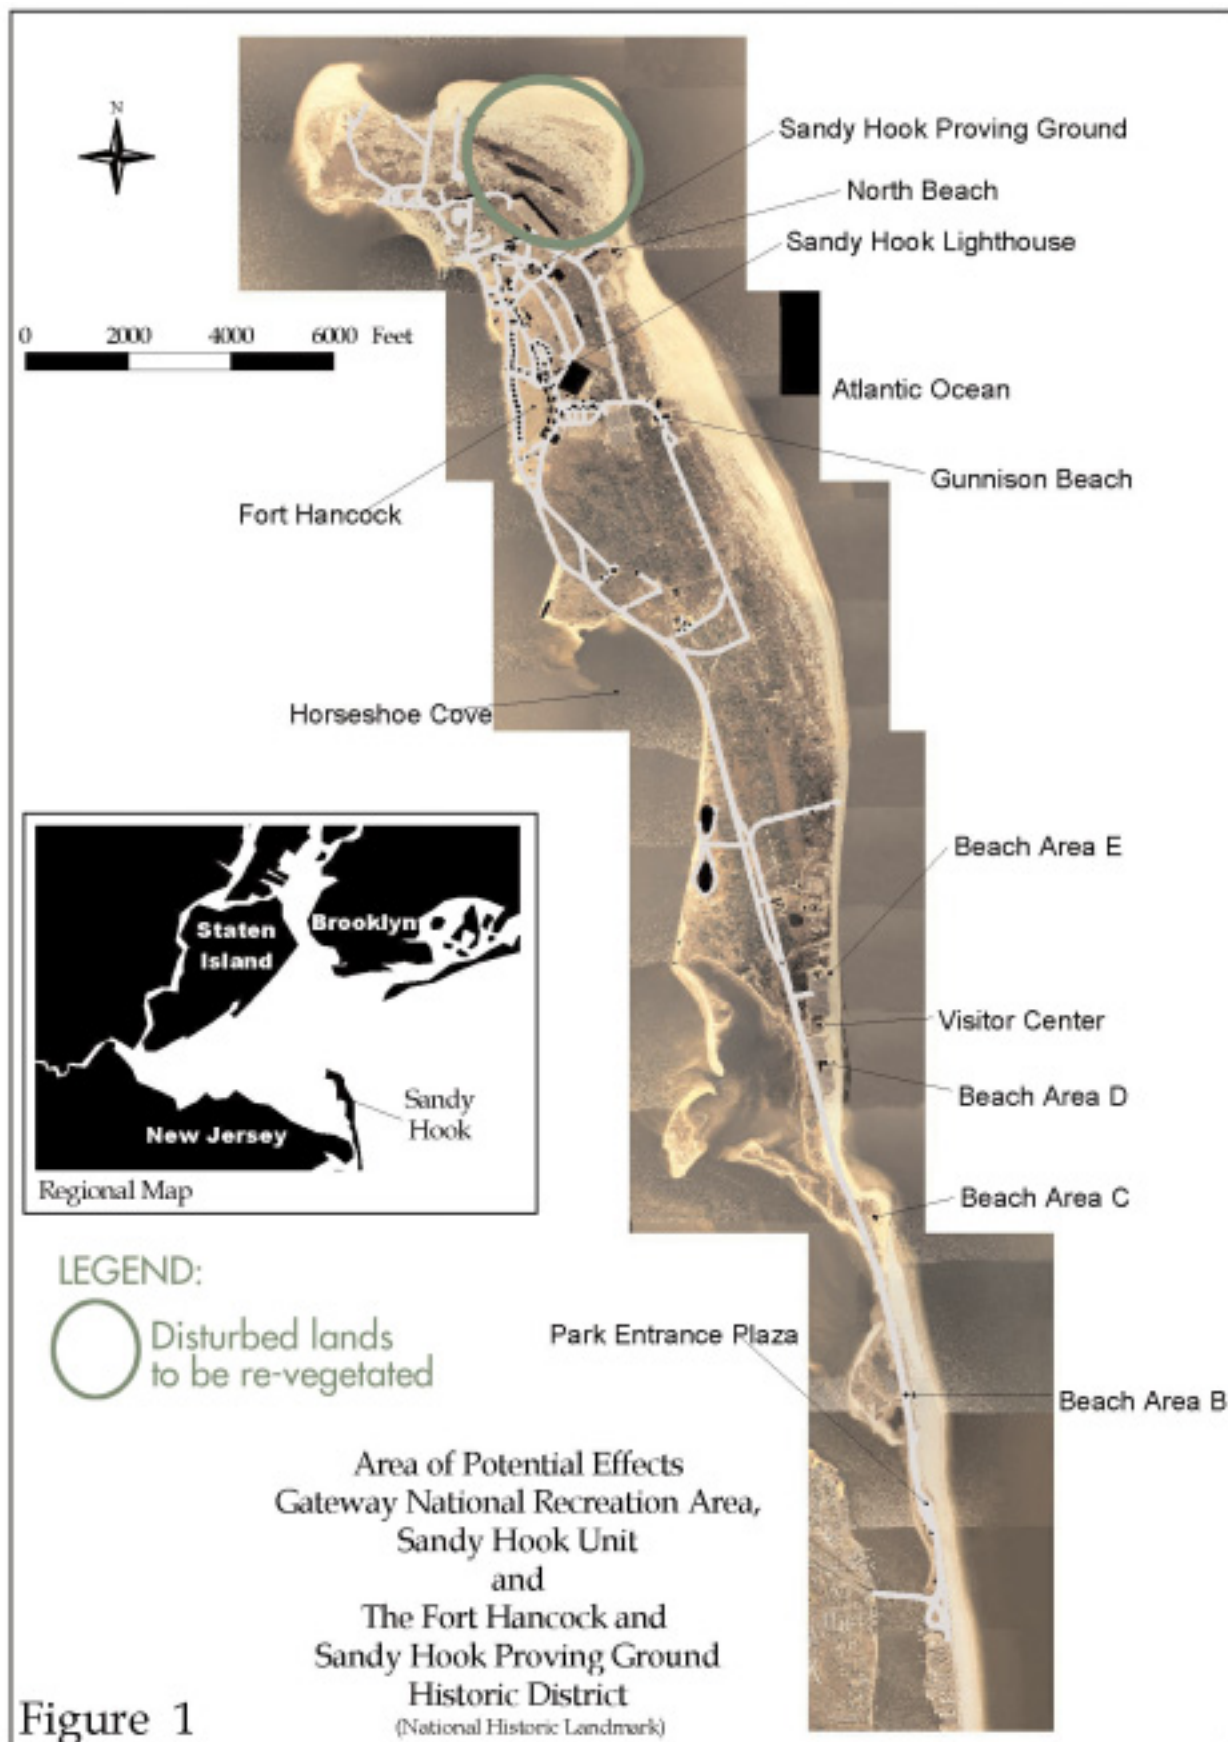 N
Sandy Hook Proving Ground
North Beach
Sandy Hook Lighthouse
0 2000 4000 6000 Feet
Atlantic Ocean
Gunnison Beach
Fort Hancock
Horseshoe Cove
Beach Area E
Staten
Island
Brooklyn
Visitor Center
Beach Area D
Sandy
Hook
New Jersey
Regional Map
Beach Area C
LEGEND:
Disturbed lands
to be re-vegetated
Park Entrance Plaza
Beach Area B
Area of Potential Effects
Gateway National Recreation Area,
Sandy Hook Unit
and
The Fort Hancock and
Sandy Hook Proving Ground
Historic District
(National Historic Landmark)
Figure 1